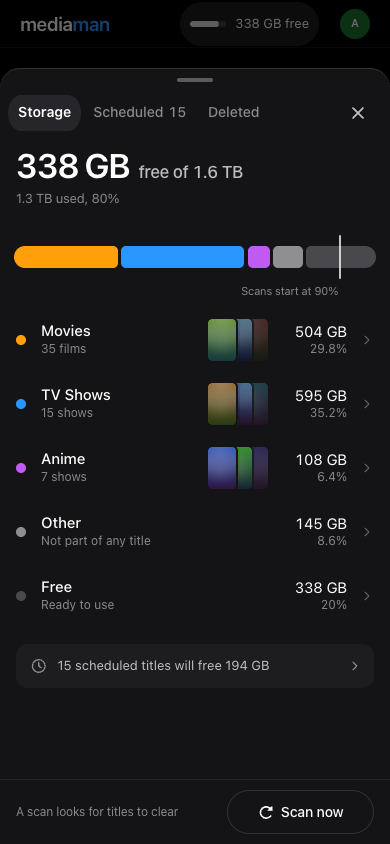 mediaman
338 GB free
A
Storage
Scheduled 15
Deleted
338 GB free of 1.6 TB
1.3 TB used, 80%
Scans start at 90%
Movies
35 films
504 GB
29.8%
TV Shows
15 shows
595 GB
35.2%
Anime
7 shows
108 GB
6.4%
Other
Not part of any title
145 GB
8.6%
Free
Ready to use
338 GB
20%
15 scheduled titles will free 194 GB
A scan looks for titles to clear
Scan now